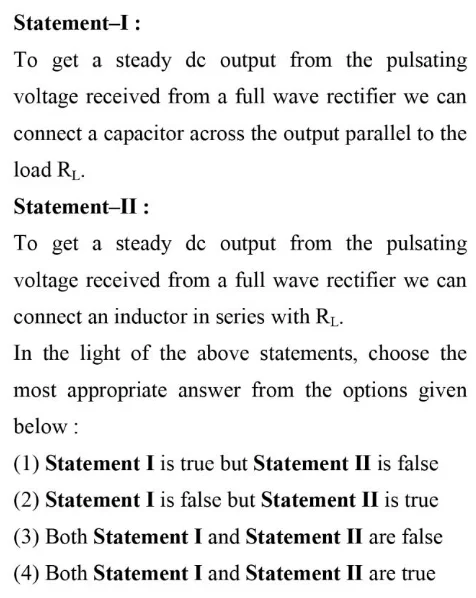 Statement–I :
To get a steady dc output from the pulsating
voltage received from a full wave rectifier we can
connect a capacitor across the output parallel to the
load R_L.
Statement–II :
To get a steady dc output from the pulsating
voltage received from a full wave rectifier we can
connect an inductor in series with R_L.
In the light of the above statements, choose the
most appropriate answer from the options given
below :
(1) Statement I is true but Statement II is false
(2) Statement I is false but Statement II is true
(3) Both Statement I and Statement II are false
(4) Both Statement I and Statement II are true